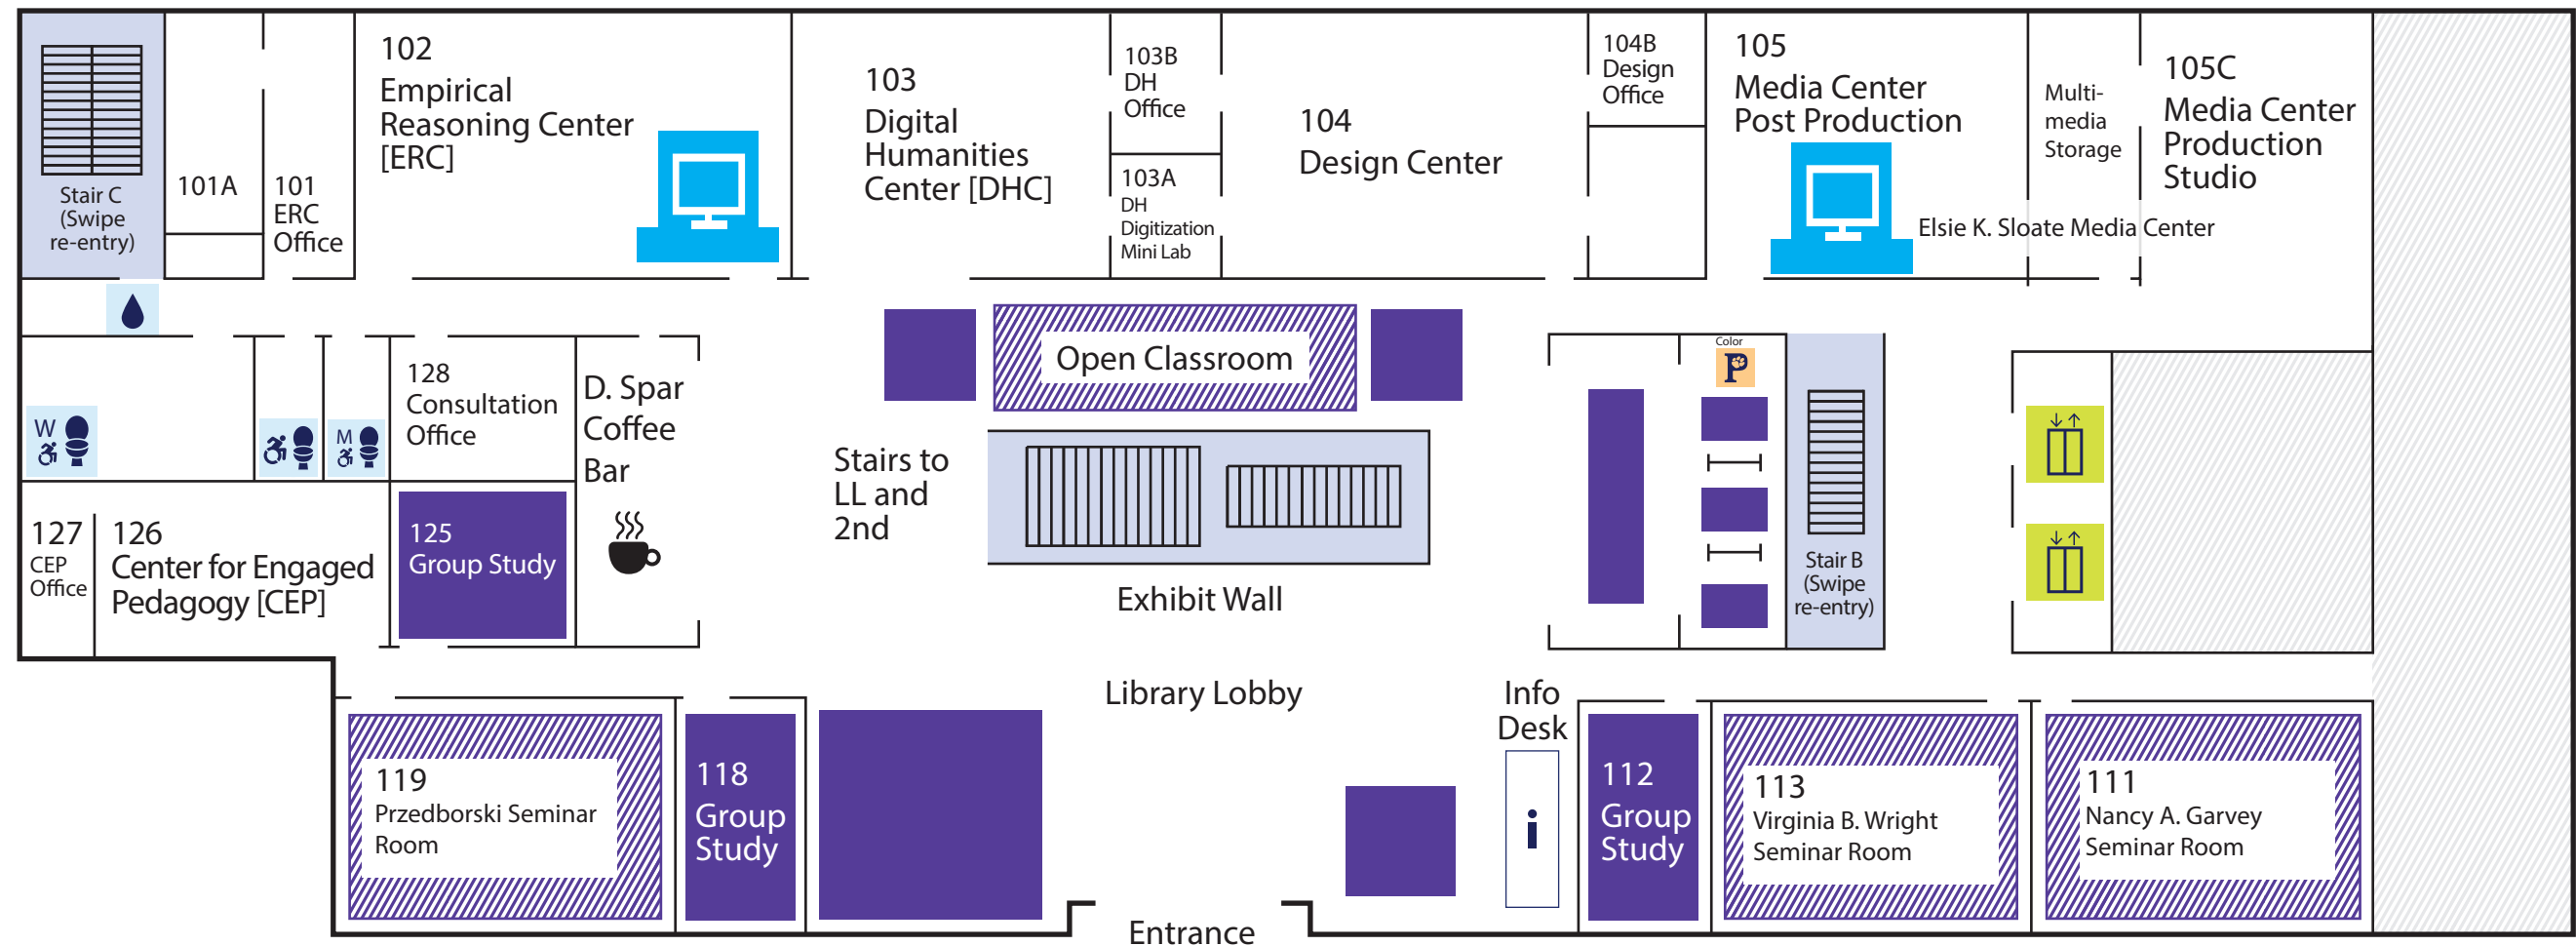 Stair C
(Swipe
re-entry)
101A
101
ERC
Office
102
Empirical
Reasoning Center
[ERC]
103
Digital
Humanities
Center [DHC]
103B
DH
Office
103A
DH
Digitization
Mini Lab
104
Design Center
104B
Design
Office
105
Media Center
Post Production
Multi-
media
Storage
105C
Media Center
Production
Studio
Elsie K. Sloate Media Center
W
M
128
Consultation
Office
D. Spar
Coffee
Bar
Open Classroom
Stairs to
LL and
2nd
Exhibit Wall
Color
P
Stair B
(Swipe
re-entry)
127
CEP
Office
126
Center for Engaged
Pedagogy [CEP]
125
Group Study
Library Lobby
Info
Desk
i
119
Przedborski Seminar
Room
118
Group
Study
112
Group
Study
113
Virginia B. Wright
Seminar Room
111
Nancy A. Garvey
Seminar Room
Entrance